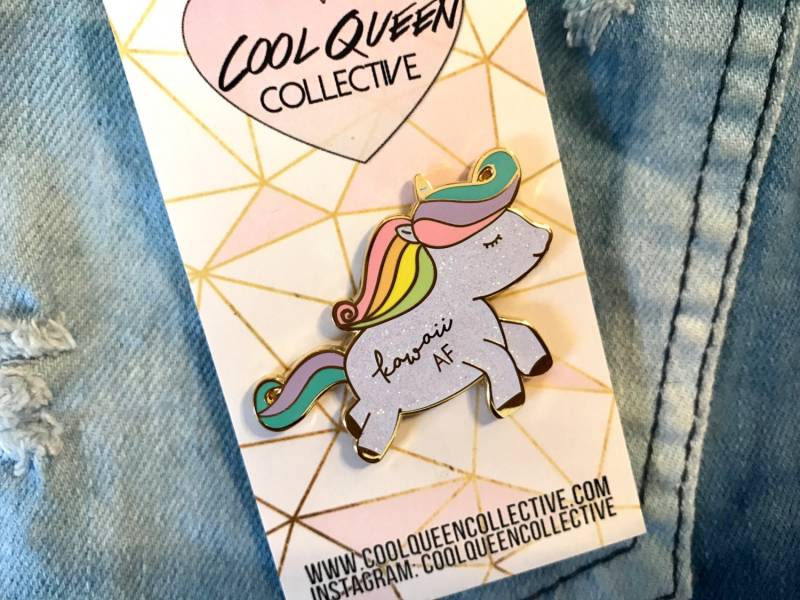 COOL QUEEN
COLLECTIVE
kawaii
AF
WWW.COOLQUEENCOLLECTIVE.COM
INSTAGRAM: COOLQUEENCOLLECTIVE